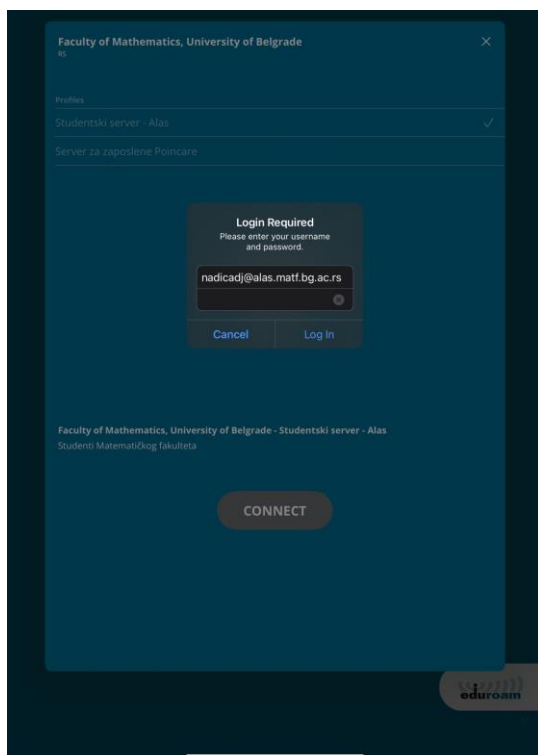 Faculty of Mathematics, University of Belgrade
RS
Profiles
Studentski server - Alas
Server za zaposlene Poincare
Login Required
Please enter your username
and password.
nadicadj@alas.matf.bg.ac.rs
Cancel
Log In
Faculty of Mathematics, University of Belgrade - Studentski server - Alas
Studenti Matematičkog fakulteta
CONNECT
eduroam